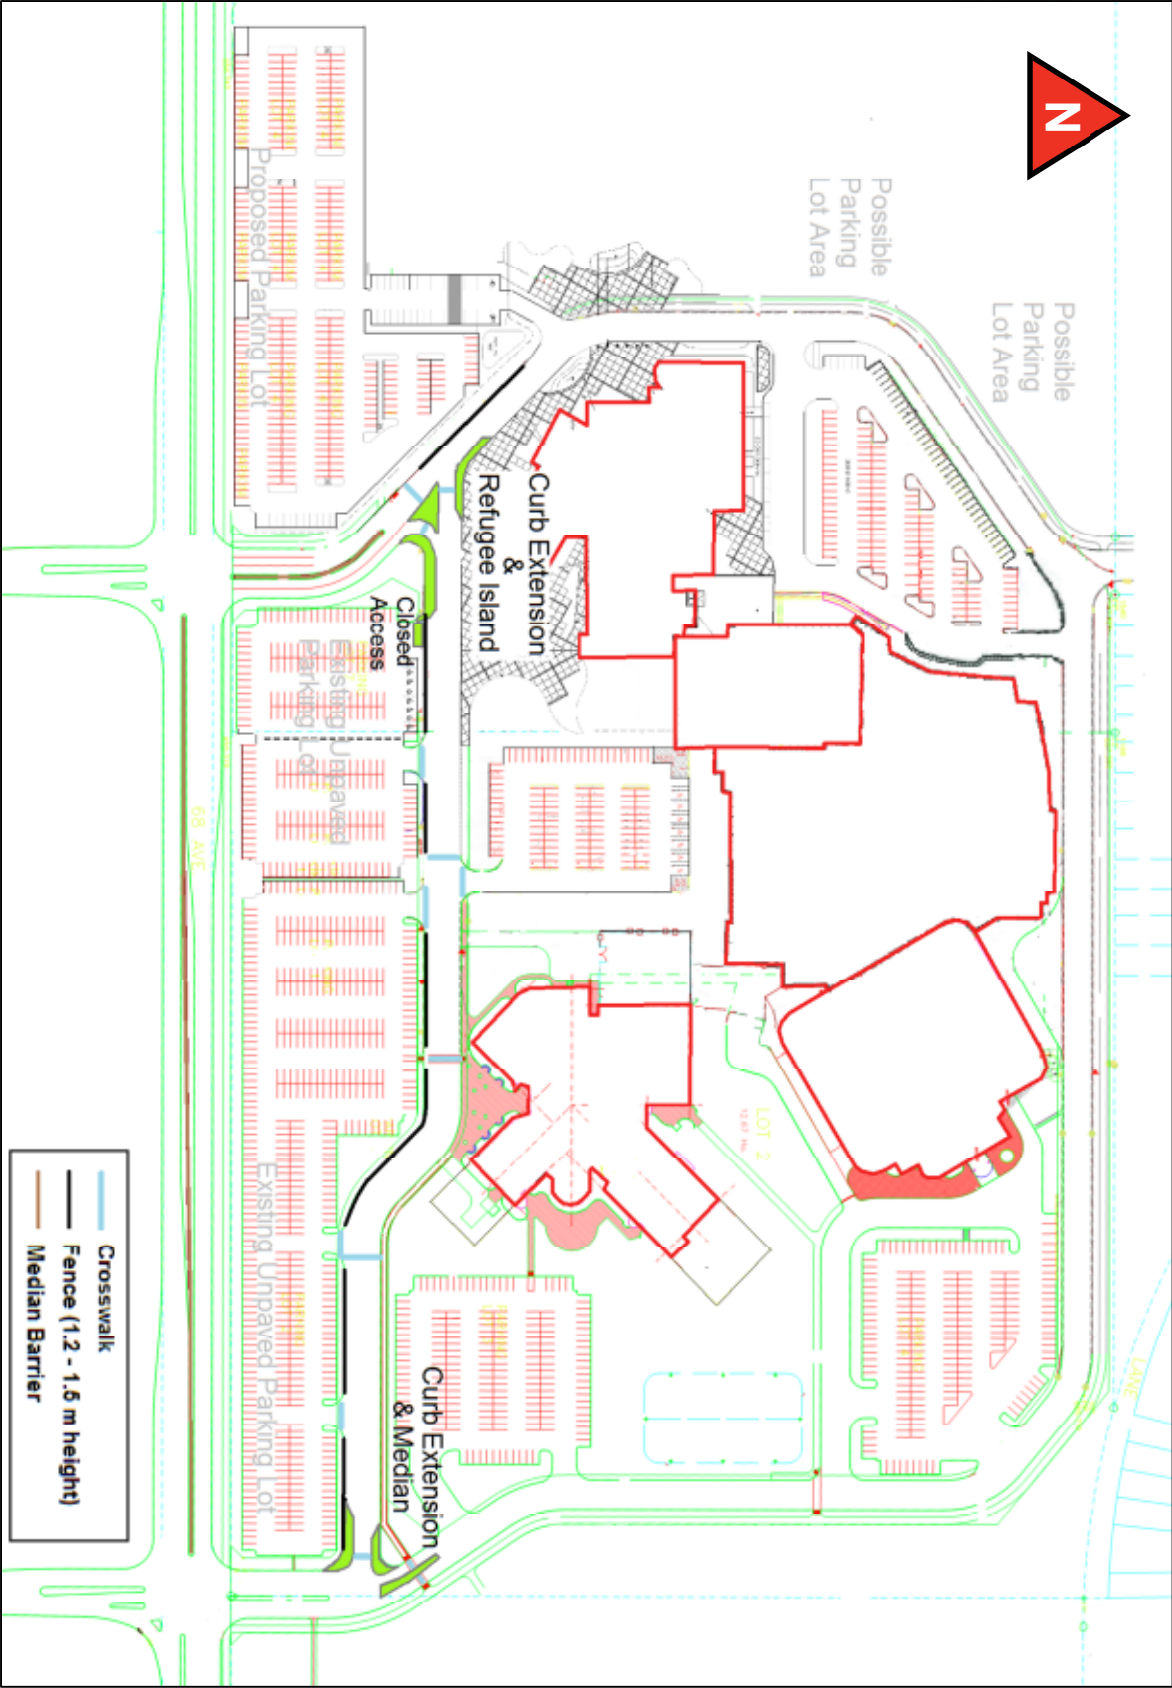 N
Possible
Parking
Lot Area
Possible
Parking
Lot Area
Proposed Parking Lot
Curb Extension
&
Refugee Island
Closed
Access
Existing Unpaved
Parking Lot
68 AVE
LOT 2
Existing Unpaved Parking Lot
Curb Extension
& Median
LANE
Crosswalk
Fence (1.2 - 1.5 m height)
Median Barrier